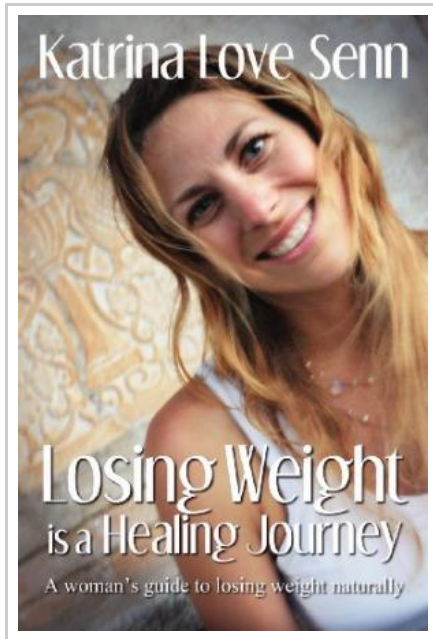 Katrina Love Senn
Losing Weight
is a Healing Journey
A woman's guide to losing weight naturally